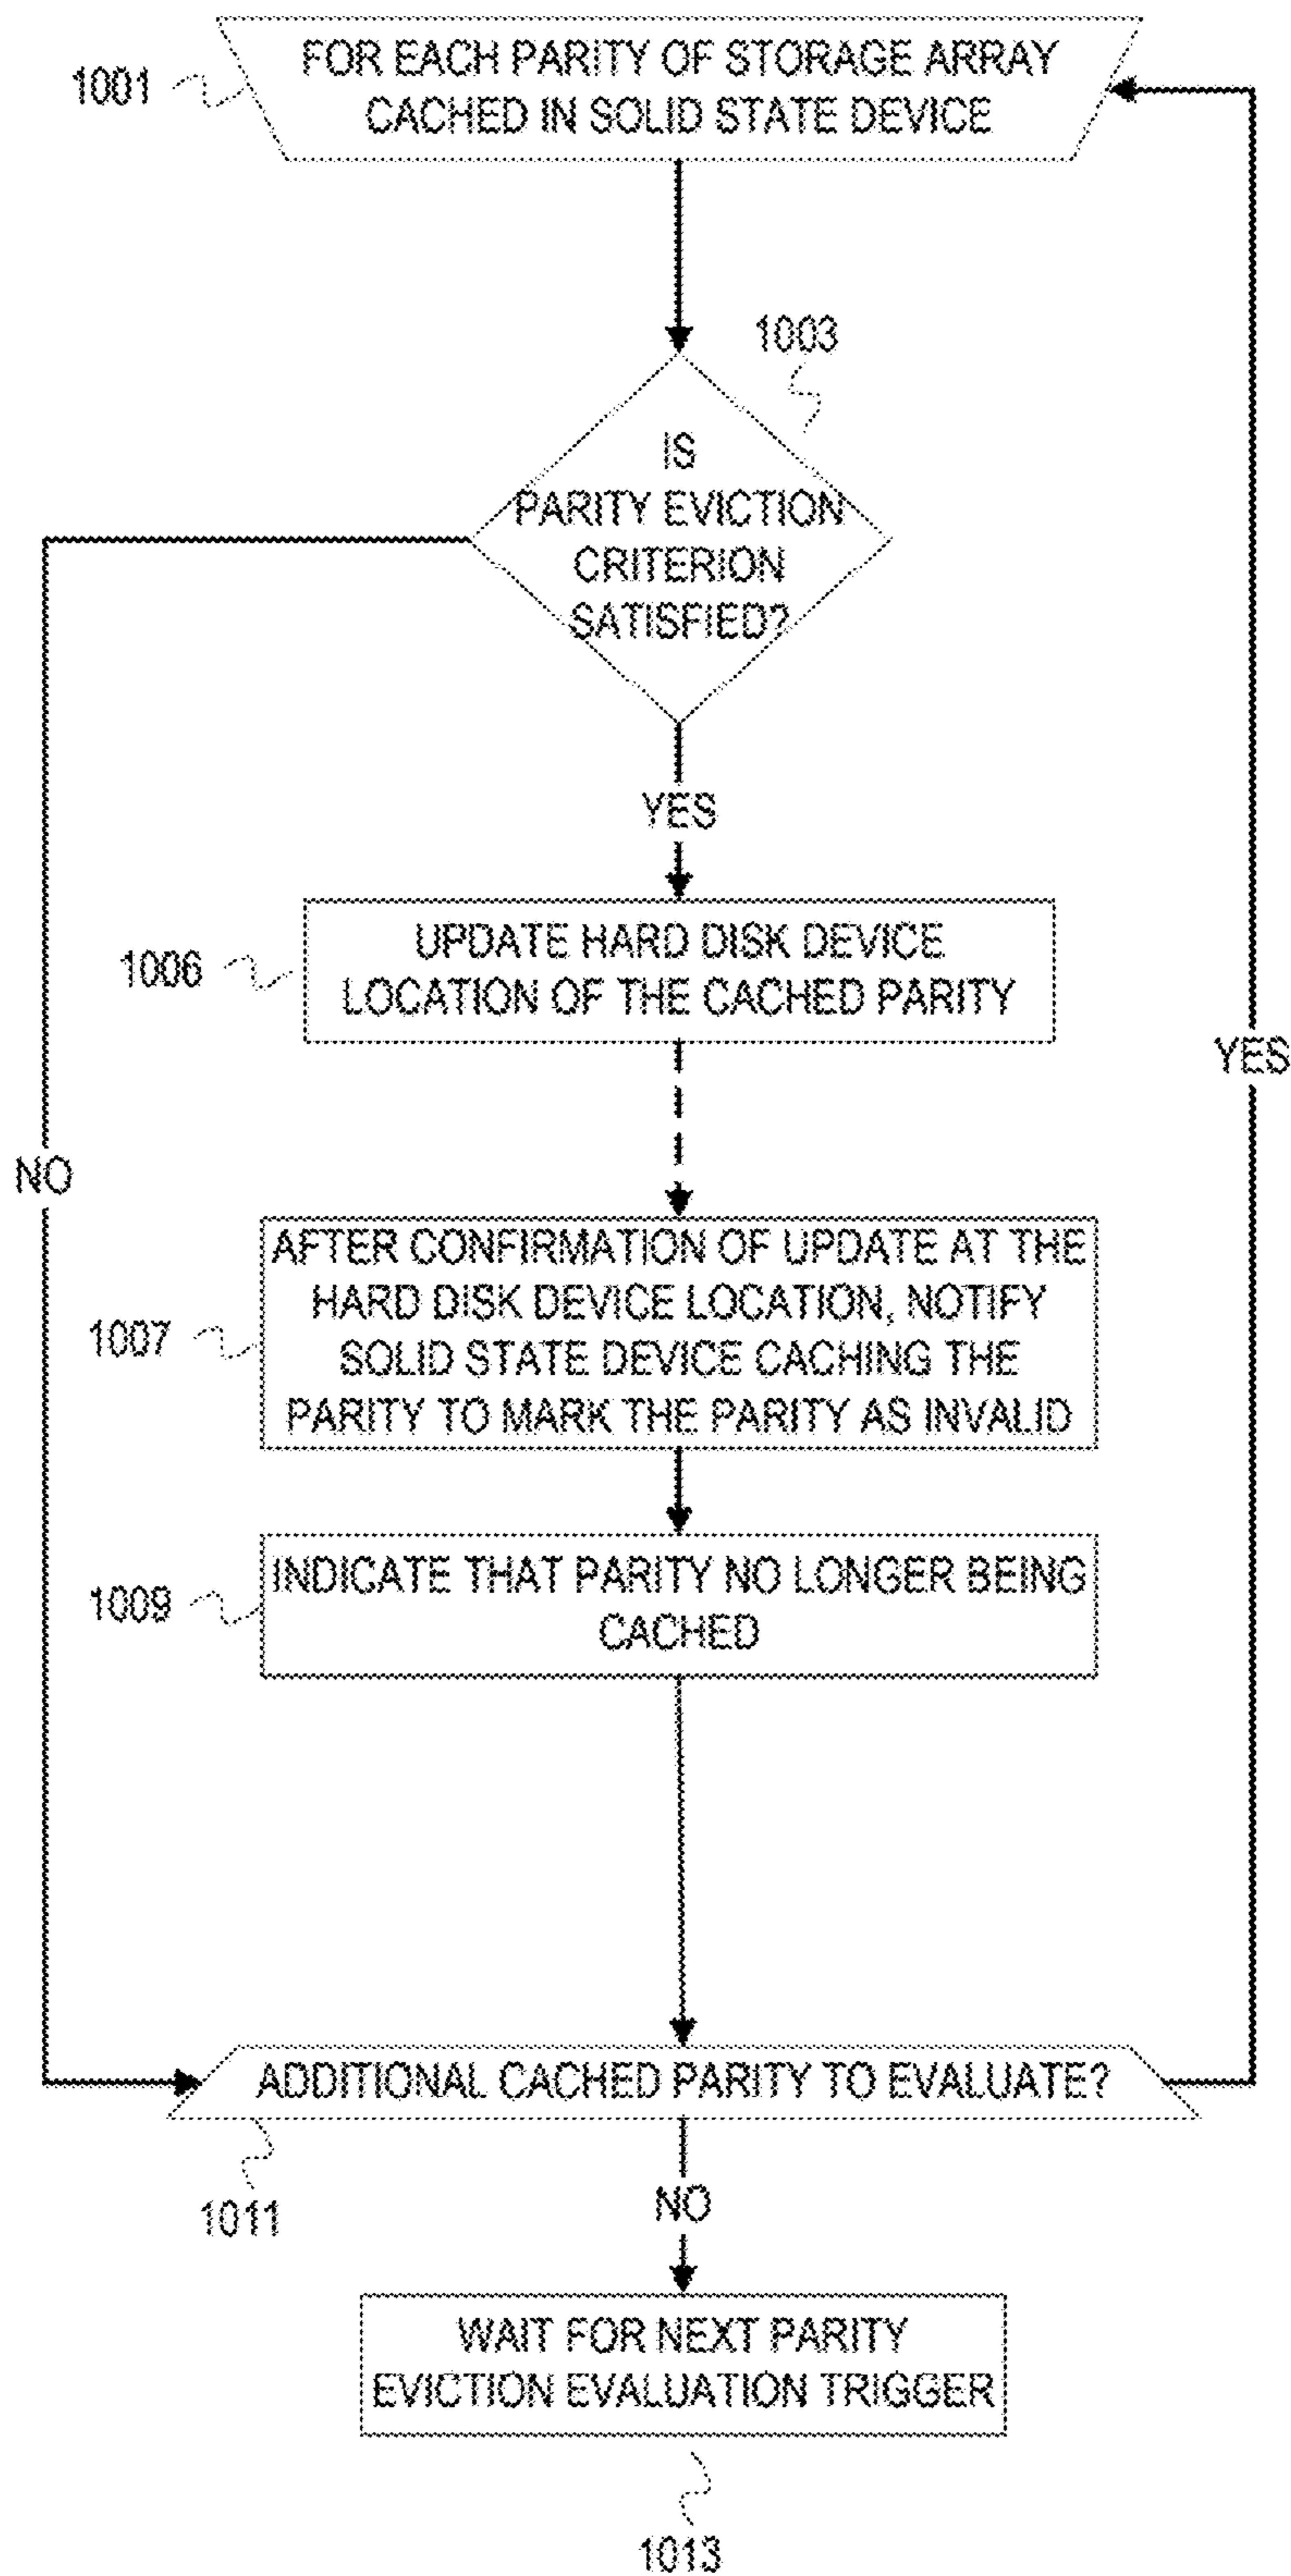 FOR EACH PARITY OF STORAGE ARRAY
CACHED IN SOLID STATE DEVICE
1001
1003
IS
PARITY EVICTION
CRITERION
SATISFIED?
YES
UPDATE HARD DISK DEVICE
LOCATION OF THE CACHED PARITY
1006
YES
NO
AFTER CONFIRMATION OF UPDATE AT THE
HARD DISK DEVICE LOCATION, NOTIFY
SOLID STATE DEVICE CACHING THE
PARITY TO MARK THE PARITY AS INVALID
1007
INDICATE THAT PARITY NO LONGER BEING
CACHED
1009
ADDITIONAL CACHED PARITY TO EVALUATE?
1011
NO
WAIT FOR NEXT PARITY
EVICTION EVALUATION TRIGGER
1013